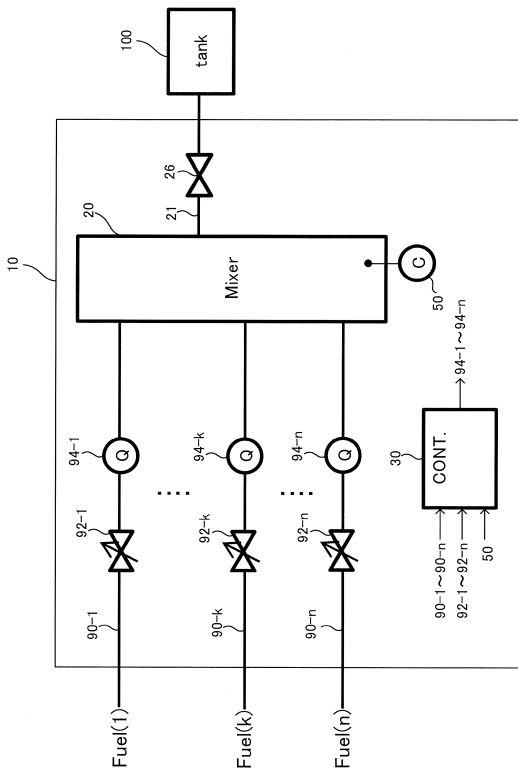 10
20
21
26
100
tank
Mixer
C
50
Fuel(1)
90-1
92-1
94-1
Q
Fuel(k)
90-k
92-k
94-k
Q
Fuel(n)
90-n
92-n
94-n
Q
30
CONT.
90-1～90-n
92-1～92-n
50
94-1～94-n